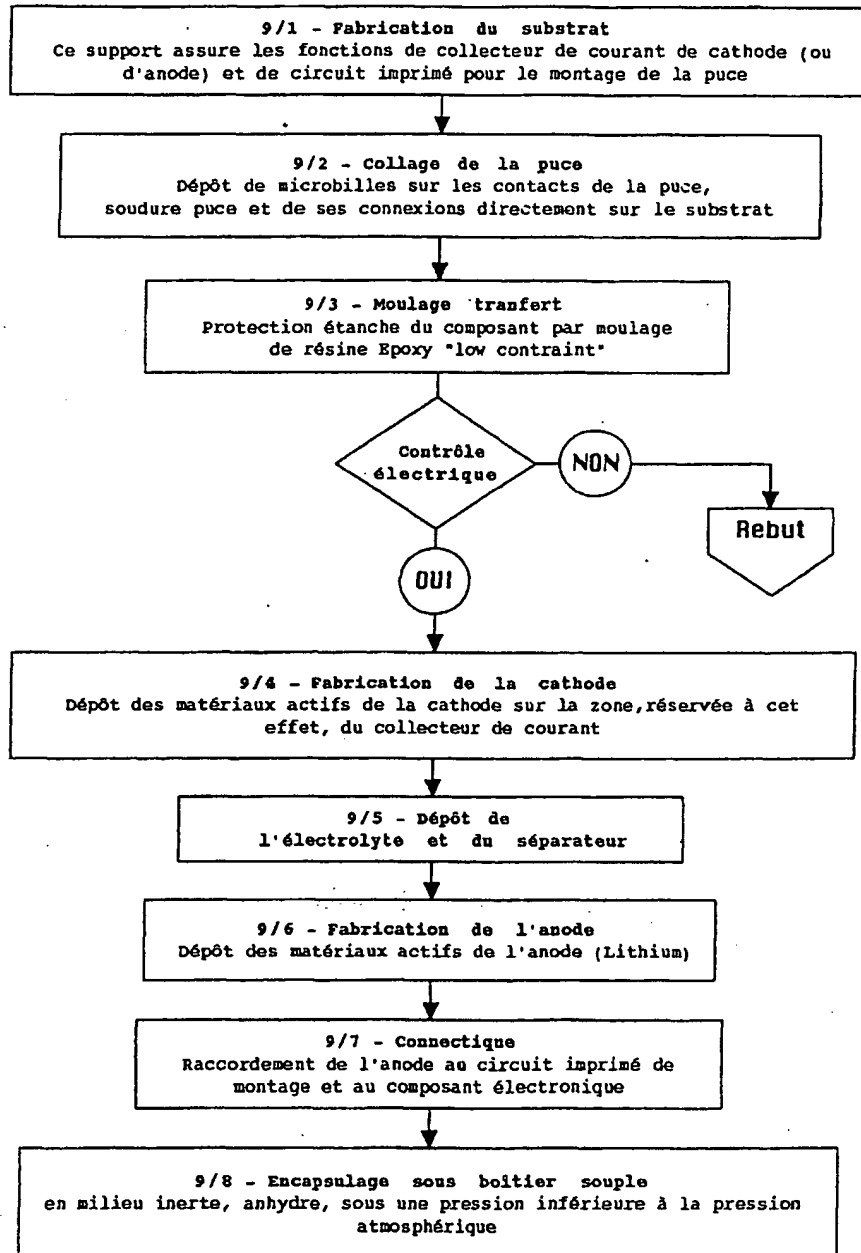 9/1 - Fabrication du substrat
Ce support assure les fonctions de collecteur de courant de cathode (ou
d'anode) et de circuit imprimé pour le montage de la puce
9/2 - Collage de la puce
Dépôt de microbilles sur les contacts de la puce,
soudure puce et de ses connexions directement sur le substrat
9/3 - Moulage tranfert
Protection étanche du composant par moulage
de résine Epoxy "low contraint"
Contrôle
électrique
NON
Rebut
OUI
9/4 - Fabrication de la cathode
Dépôt des matériaux actifs de la cathode sur la zone,réservée à cet
effet, du collecteur de courant
9/5 - Dépôt de
l'électrolyte et du séparateur
9/6 - Fabrication de l'anode
Dépôt des matériaux actifs de l'anode (Lithium)
9/7 - Connectique
Raccordement de l'anode au circuit imprimé de
montage et au composant électronique
9/8 - Encapsulage sous boitier souple
en milieu inerte, anhydre, sous une pression inférieure à la pression
atmosphérique